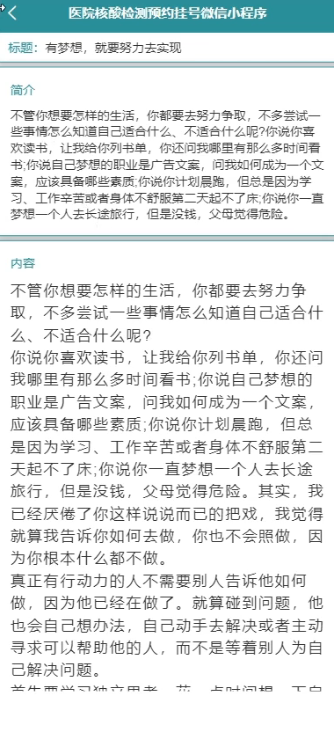 医院核酸检测预约挂号微信小程序
标题：有梦想，就要努力去实现
简介
不管你想要怎样的生活，你都要去努力争取，不多尝试一
些事情怎么知道自己适合什么、不适合什么呢?你说你喜
欢读书，让我给你列书单，你还问我哪里有那么多时间看
书;你说自己梦想的职业是广告文案，问我如何成为一个文
案，应该具备哪些素质;你说你计划晨跑，但总是因为学
习、工作辛苦或者身体不舒服第二天起不了床;你说你一直
梦想一个人去长途旅行，但是没钱，父母觉得危险。
内容
不管你想要怎样的生活，你都要去努力争
取，不多尝试一些事情怎么知道自己适合什
么、不适合什么呢?
你说你喜欢读书，让我给你列书单，你还问
我哪里有那么多时间看书;你说自己梦想的
职业是广告文案，问我如何成为一个文案，
应该具备哪些素质;你说你计划晨跑，但总
是因为学习、工作辛苦或者身体不舒服第二
天起不了床;你说你一直梦想一个人去长途
旅行，但是没钱，父母觉得危险。其实，我
已经厌倦了你这样说说而已的把戏，我觉得
就算我告诉你如何去做，你也不会照做，因
为你根本什么都不做。
真正有行动力的人不需要别人告诉他如何
做，因为他已经在做了。就算碰到问题，他
也会自己想办法，自己动手去解决或者主动
寻求可以帮助他的人，而不是等着别人为自
己解决问题。